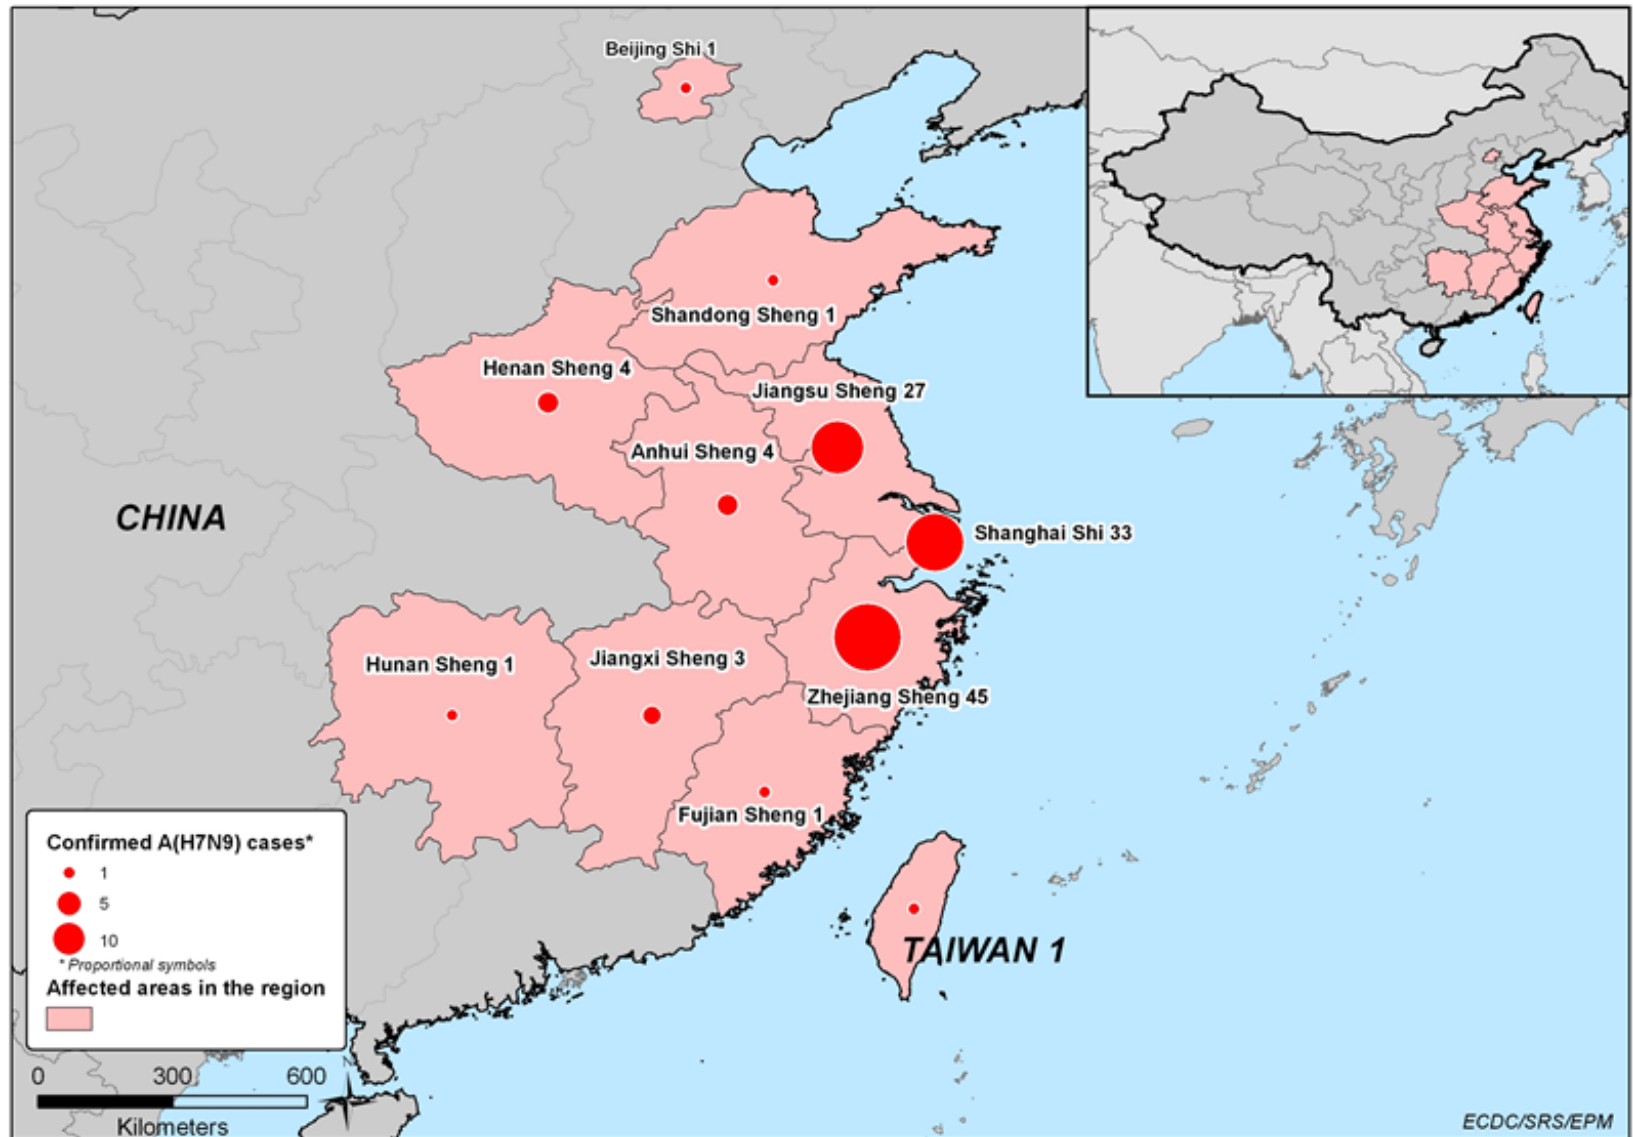 Beijing Shi 1
Shandong Sheng 1
Henan Sheng 4
Jiangsu Sheng 27
Anhui Sheng 4
CHINA
Shanghai Shi 33
Hunan Sheng 1
Jiangxi Sheng 3
Zhejiang Sheng 45
Fujian Sheng 1
TAIWAN 1
Confirmed A(H7N9) cases*
1
5
10
* Proportional symbols
Affected areas in the region
N
0 300 600
Kilometers
ECDC/SRS/EPM